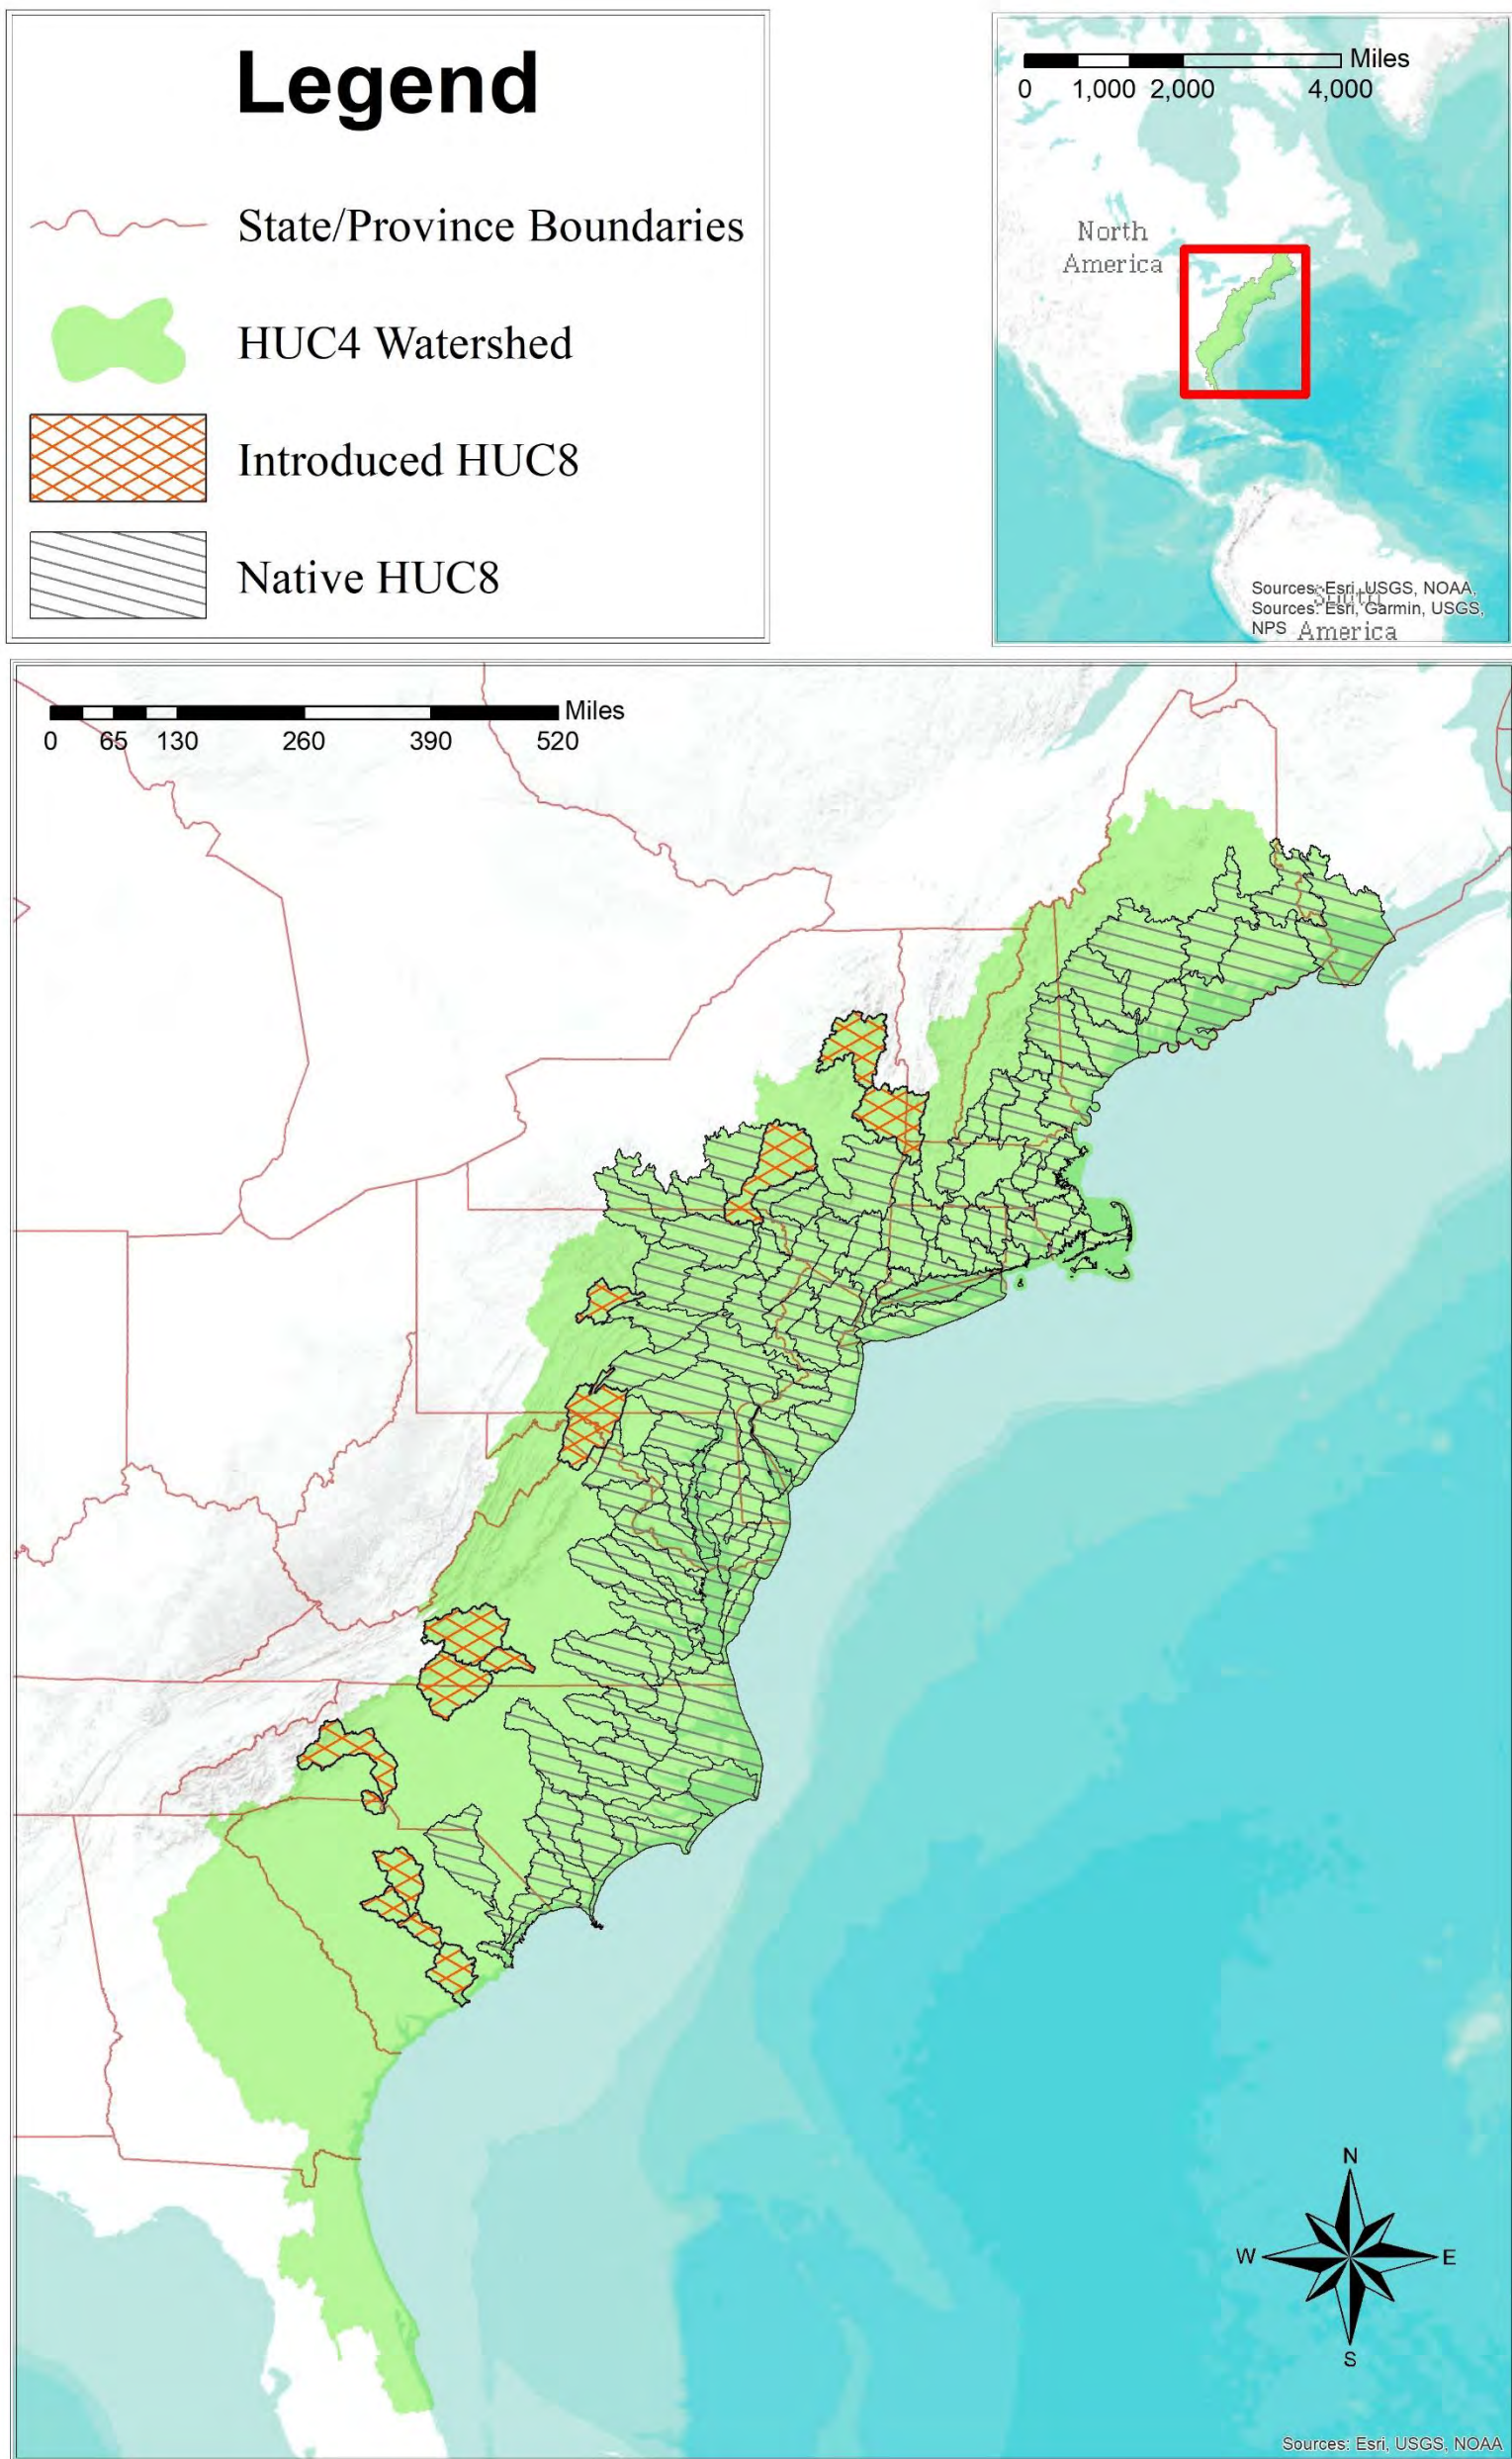 Legend
State/Province Boundaries
HUC4 Watershed
Introduced HUC8
Native HUC8
Miles
0 1,000 2,000 4,000
North
America
Sources: Esri, USGS, NOAA,
South
Sources: Esri, Garmin, USGS,
NPS
America
Miles
0 65 130 260 390 520
N
W E
S
Sources: Esri, USGS, NOAA